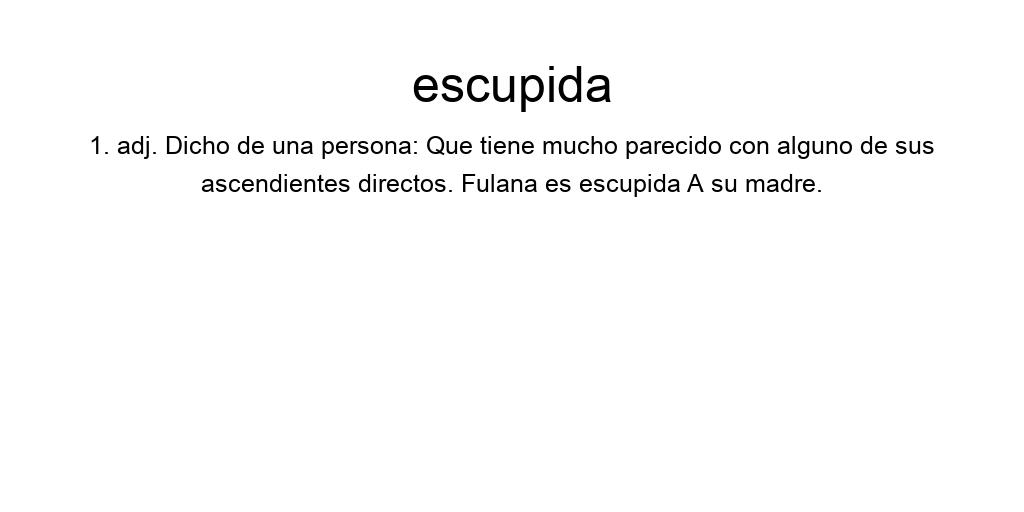 escupida
1. adj. Dicho de una persona: Que tiene mucho parecido con alguno de sus
ascendientes directos. Fulana es escupida A su madre.